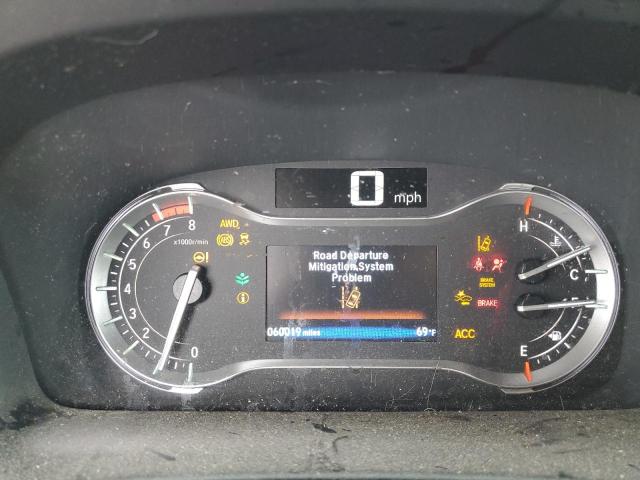 0 mph
8
7
6
5
4
3
2
1
0
x1000r/min
AWD
ABS
Road Departure
Mitigation System
Problem
060019 miles
69°F
BRAKE
SYSTEM
BRAKE
ACC
H
C
E